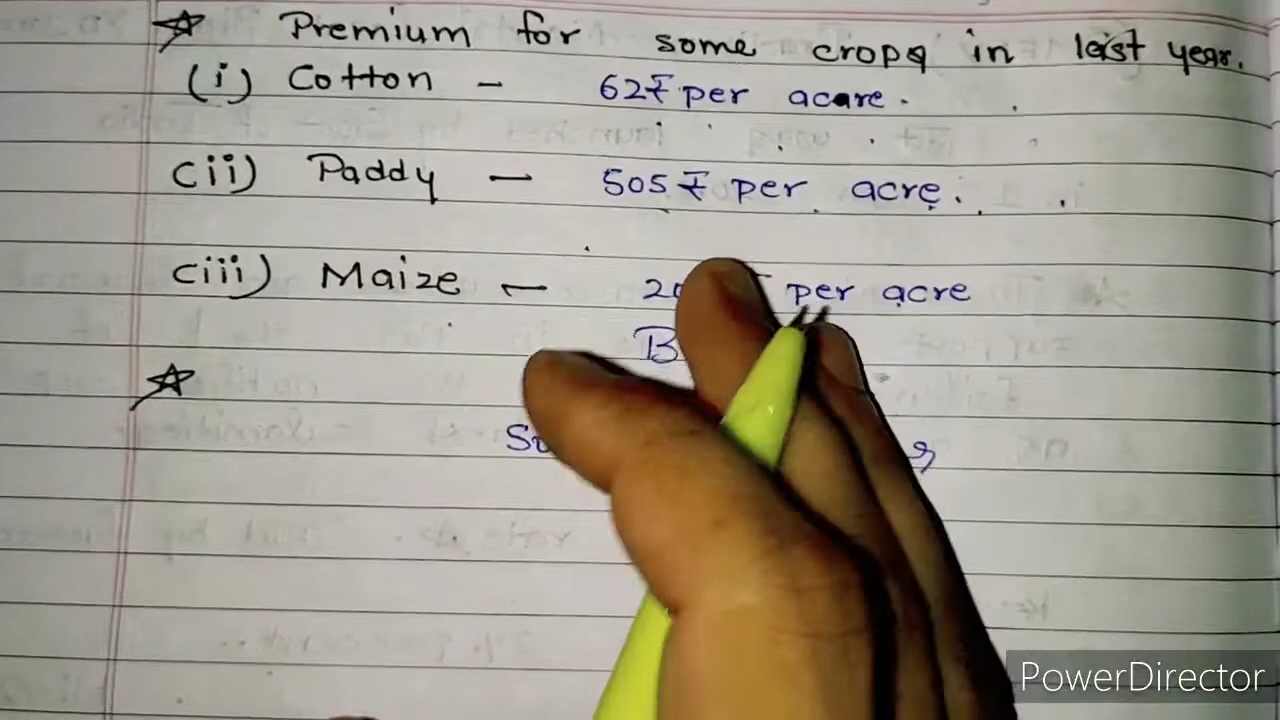 ☆ Premium for some crops in last year.
(i) Cotton - 62₹ per acare.
(ii) Paddy - 505₹ per acre.
(iii) Maize - per acre
☆
PowerDirector